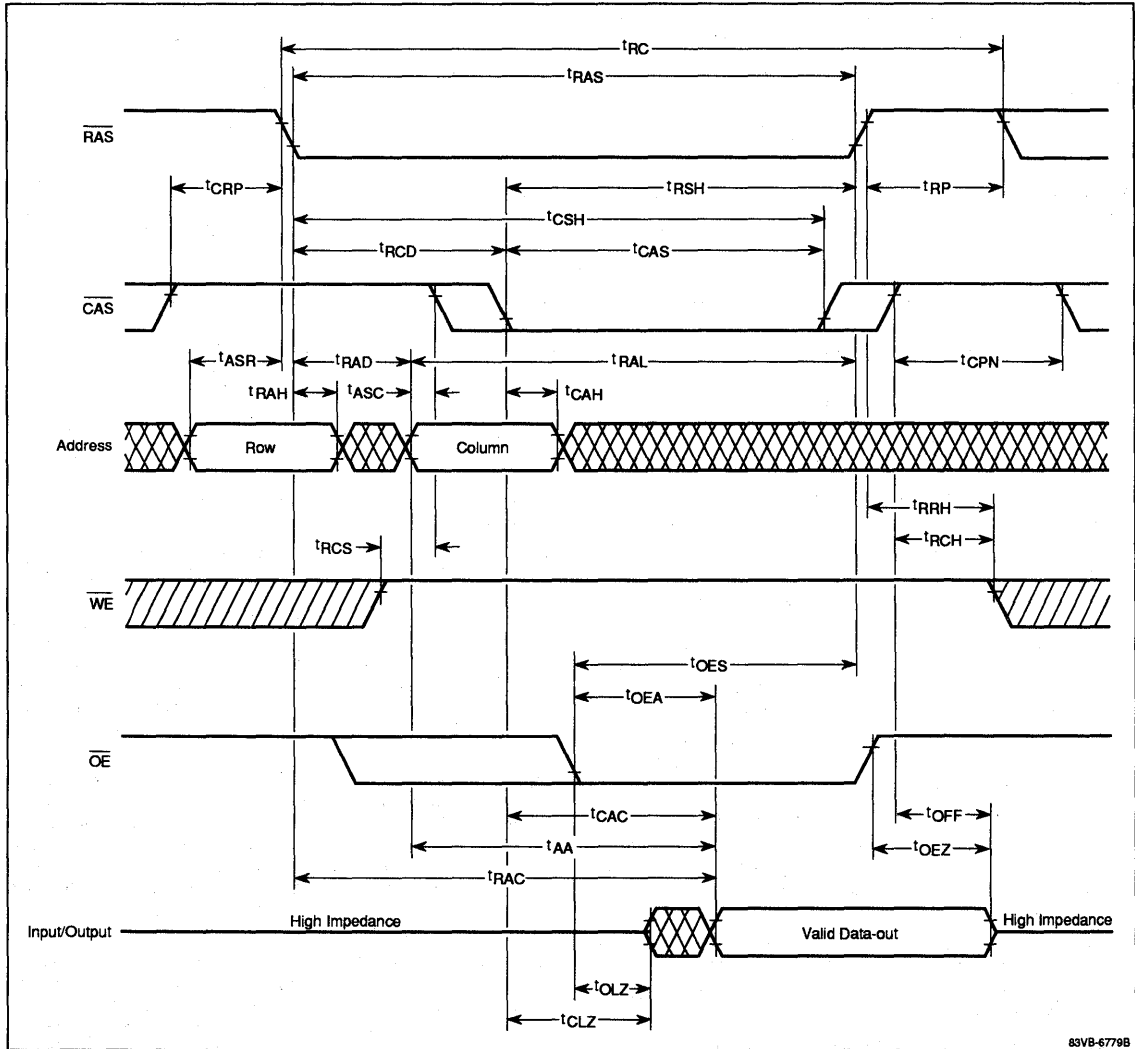 tRC
tRAS
RAS
tCRP
tRSH
tRP
tCSH
tRCD
tCAS
CAS
tASR
tRAD
tRAL
tCPN
tRAH
tASC
tCAH
Address
Row
Column
tRRH
tRCS
tRCH
WE
tOES
tOEA
OE
tCAC
tOFF
tAA
tOEZ
tRAC
Input/Output
High Impedance
Valid Data-out
High Impedance
tOLZ
tCLZ
83VB-6779B